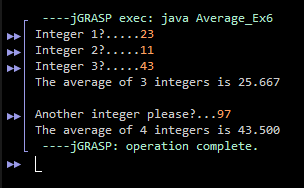 ----jGRASP exec: java Average_Ex6
Integer 1?.....23
Integer 2?.....11
Integer 3?.....43
The average of 3 integers is 25.667
Another integer please?...97
The average of 4 integers is 43.500
----jGRASP: operation complete.